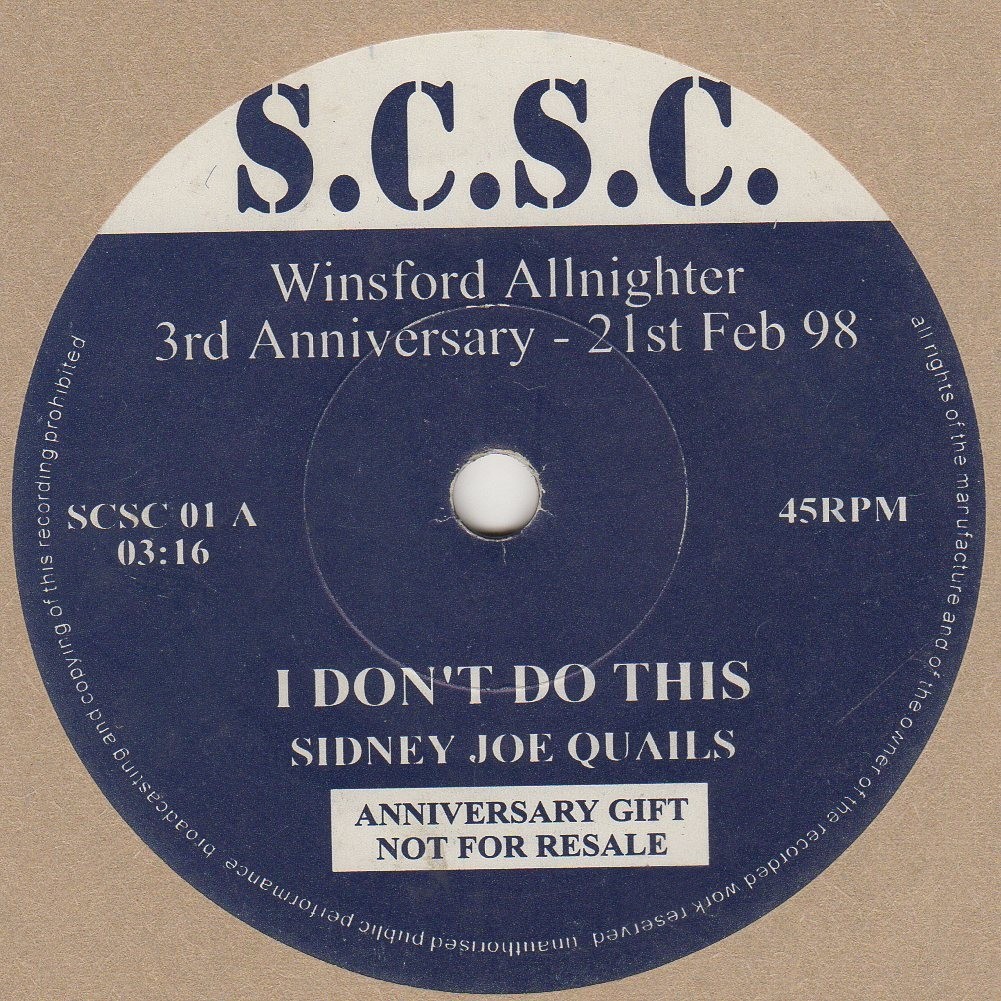 S.C.S.C.
Winsford Allnighter
3rd Anniversary - 21st Feb 98
SCSC 01 A
03:16
45RPM
I DON'T DO THIS
SIDNEY JOE QUAILS
ANNIVERSARY GIFT
NOT FOR RESALE
all rights of the manufacture and of the owner of the recorded work reserved unauthorised public performance broadcasting and copying of this recording prohibited